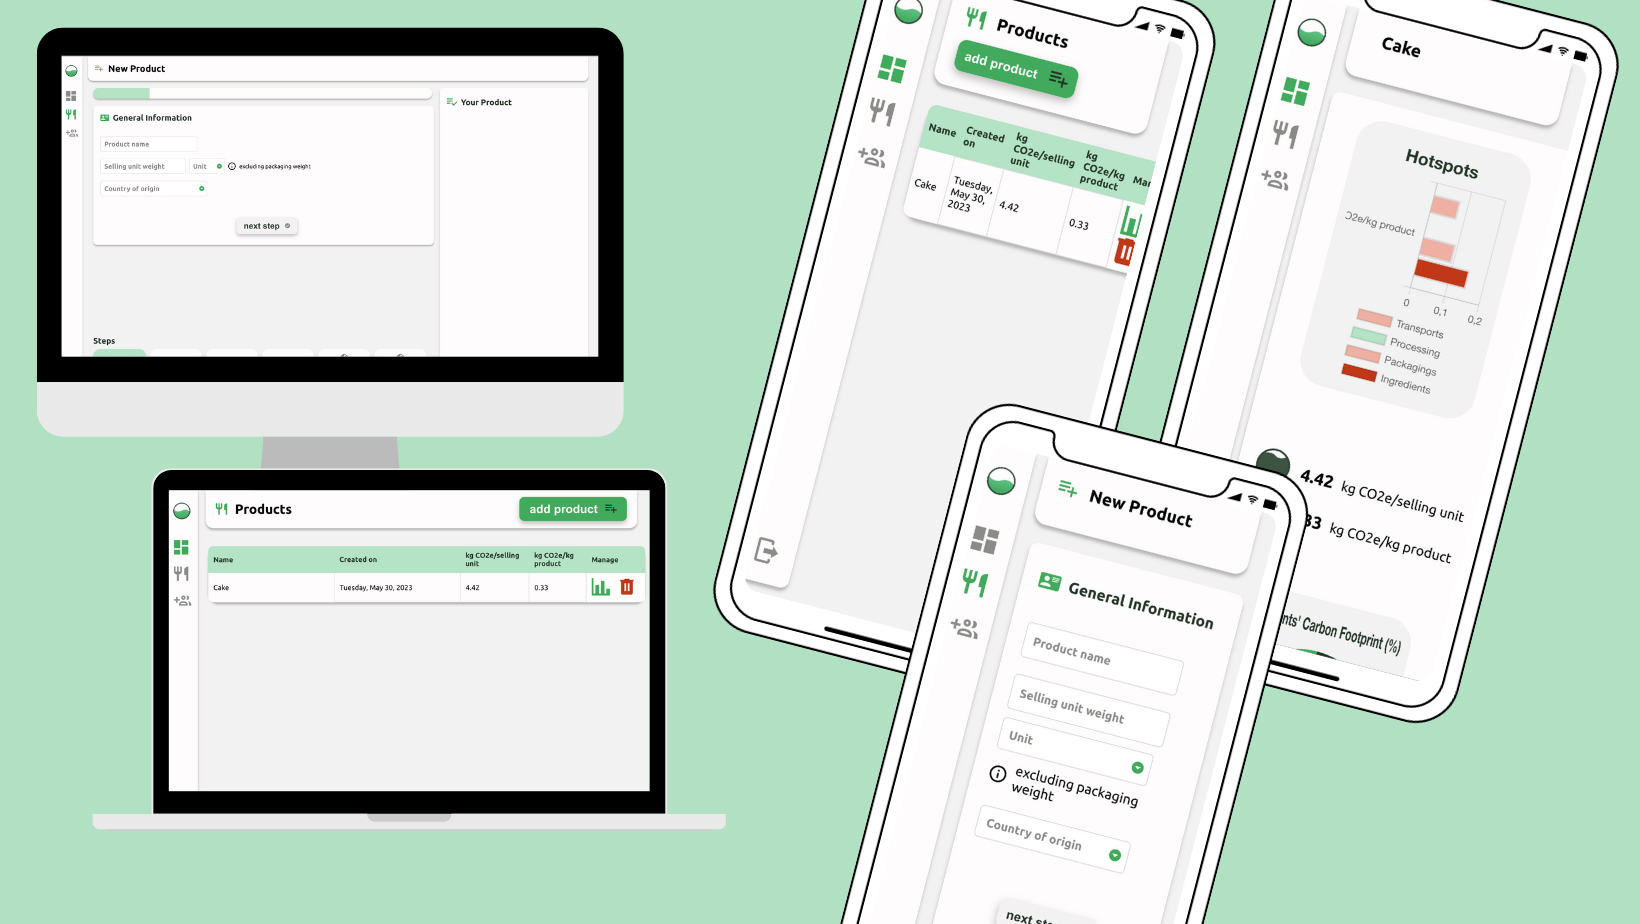 New Product
Your Product
General Information
Product name
Selling unit weight
Unit
excluding packaging weight
Country of origin
next step
Steps
Products
add product
Name
Created on
kg CO2e/selling
unit
kg CO2e/kg
product
Manage
Cake
Tuesday, May 30, 2023
4.42
0.33
Products
add product
Name
Created
on
kg
CO2e/selling
unit
kg
CO2e/kg
product
Cake
Tuesday,
May 30,
2023
4.42
0.33
Cake
Hotspots
O2e/kg product
0
0,1
0,2
Transports
Processing
Packagings
Ingredients
4.42 kg CO2e/selling unit
33 kg CO2e/kg product
nts' Carbon Footprint (%)
New Product
General Information
Product name
Selling unit weight
Unit
excluding packaging
weight
Country of origin
next